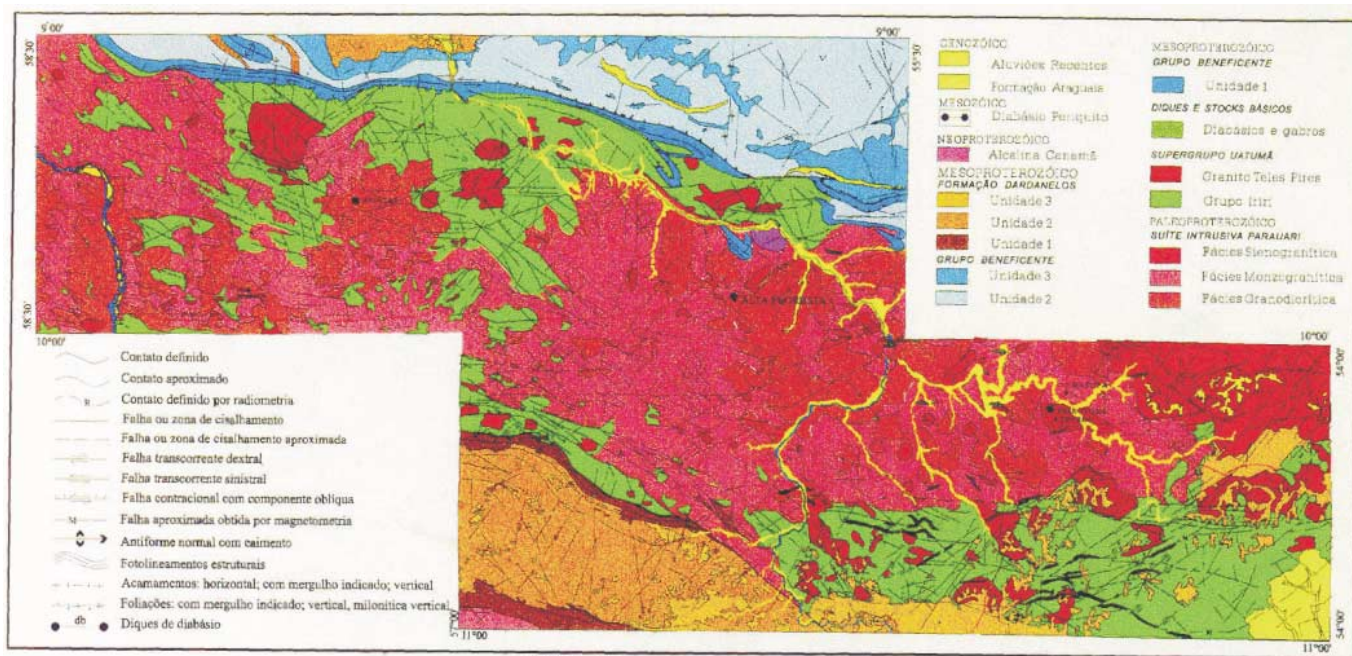 9°00'
58°30'
9°00'
55°30'
58°30'
10°00'
10°00'
54°00'
57°00'
11°00'
54°00'
11°00'
ALTA FLORESTA
CENOZÓICO
Aluviões Recentes
Formação Araguaia
MESOZÓICO
Diabásio Periquito
NEOPROTEROZÓICO
Alcalina Canamã
MESOPROTEROZÓICO
FORMAÇÃO DARDANELOS
Unidade 3
Unidade 2
Unidade 1
GRUPO BENEFICENTE
Unidade 3
Unidade 2
MESOPROTEROZÓICO
GRUPO BENEFICENTE
Unidade 1
DIQUES E STOCKS BÁSICOS
Diabásios e gabros
SUPERGRUPO UATUMÃ
Granito Teles Pires
Grupo Iriri
PALEOPROTEROZÓICO
SUÍTE INTRUSIVA PARAUARI
Fácies Sienogranítica
Fácies Monzogranítica
Fácies Granodiorítica
Contato definido
Contato aproximado
R Contato definido por radiometria
Falha ou zona de cisalhamento
Falha ou zona de cisalhamento aproximada
Falha transcorrente dextral
Falha transcorrente sinistral
Falha contracional com componente oblíqua
M Falha aproximada obtida por magnetometria
Antiforme normal com caimento
Fotolineamentos estruturais
Acamamentos: horizontal; com mergulho indicado; vertical
Foliações: com mergulho indicado; vertical, milonítica vertical
db Diques de diabásio